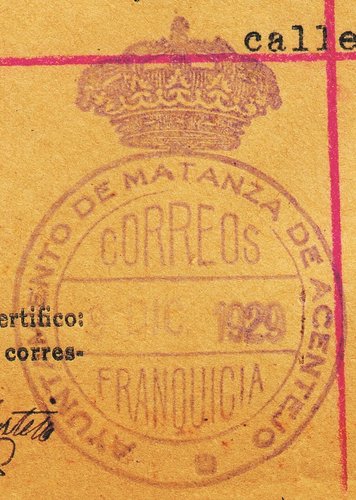 calle
AYUNTAMIENTO DE MATANZA DE ACENTEJO
CORREOS
1929
FRANQUICIA
ertifico:
corres-